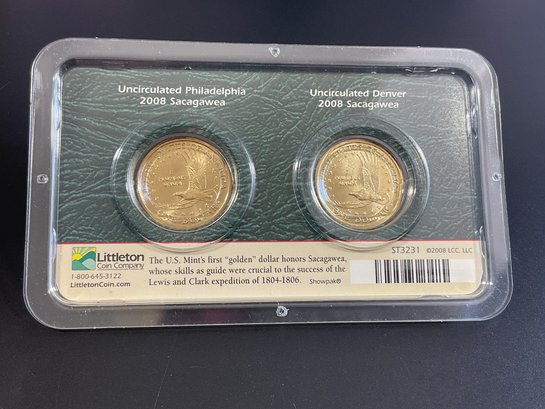 Uncirculated Philadelphia
2008 Sacagawea
Uncirculated Denver
2008 Sacagawea
Littleton
Coin Company
1-800-645-3122
LittletonCoin.com
ST3231 ©2008 LCC, LLC
The U.S. Mint's first "golden" dollar honors Sacagawea,
whose skills as guide were crucial to the success of the
Lewis and Clark expedition of 1804-1806.
Showpak®